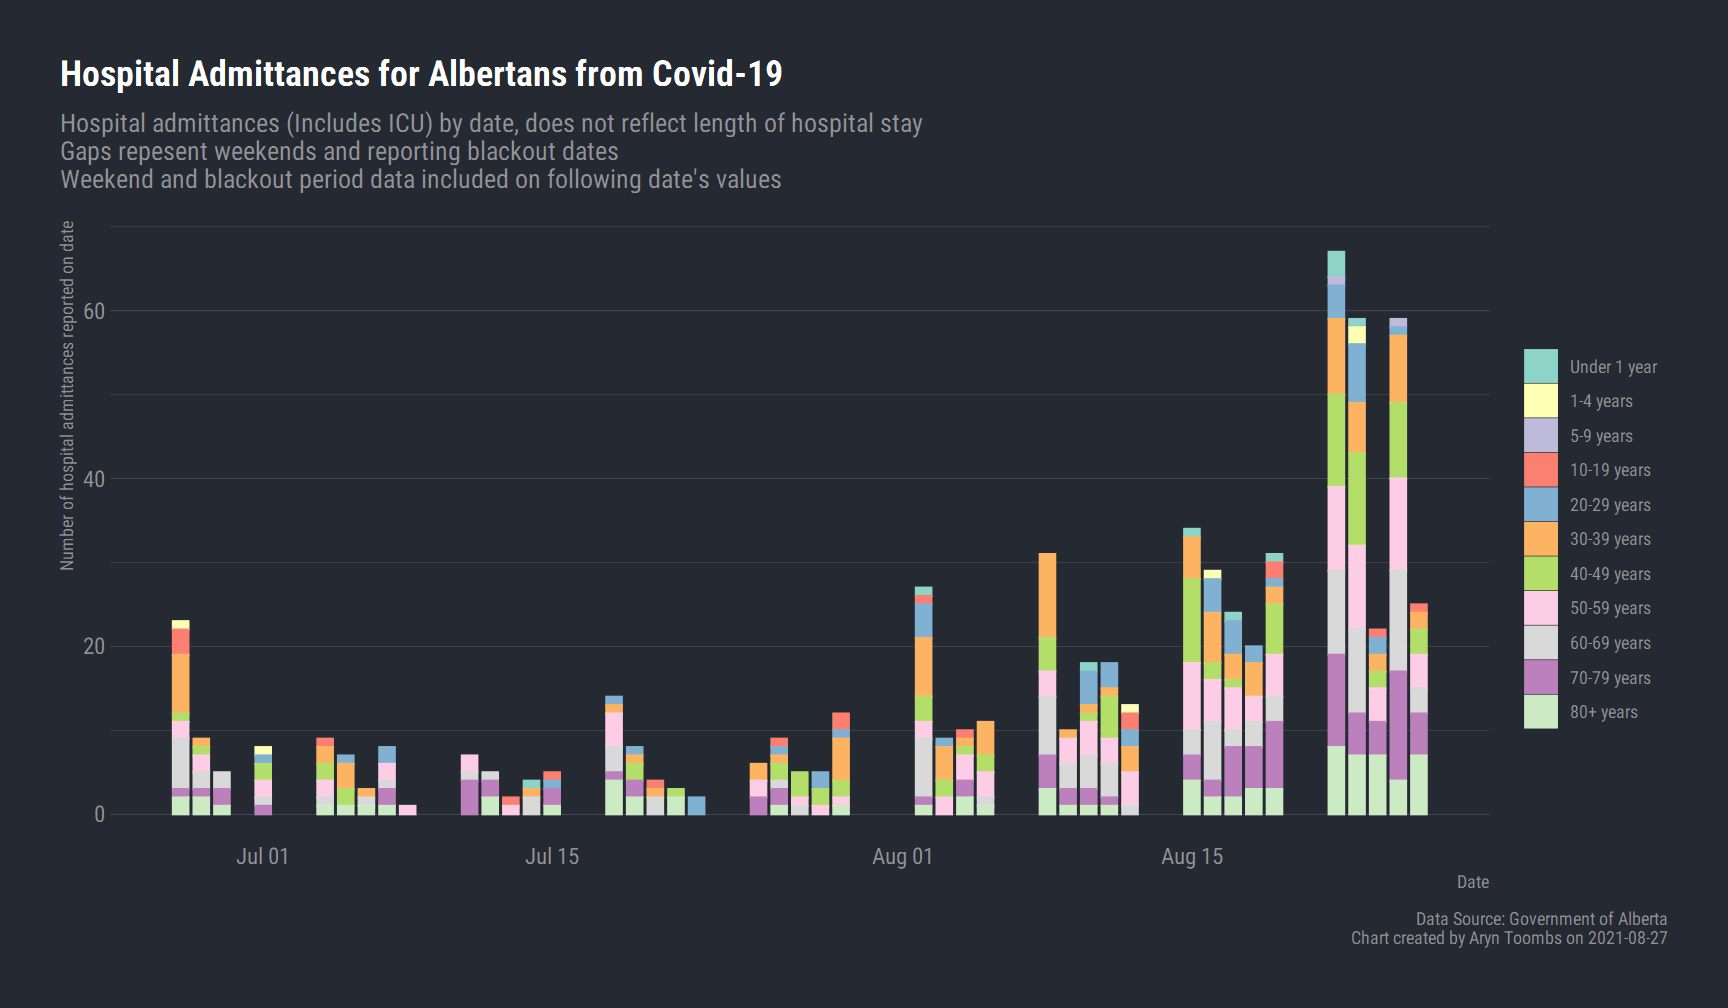 Hospital Admittances for Albertans from Covid-19
Hospital admittances (Includes ICU) by date, does not reflect length of hospital stay
Gaps repesent weekends and reporting blackout dates
Weekend and blackout period data included on following date's values
Number of hospital admittances reported on date
60
40
20
0
Jul 01
Jul 15
Aug 01
Aug 15
Date
Under 1 year
1-4 years
5-9 years
10-19 years
20-29 years
30-39 years
40-49 years
50-59 years
60-69 years
70-79 years
80+ years
Data Source: Government of Alberta
Chart created by Aryn Toombs on 2021-08-27